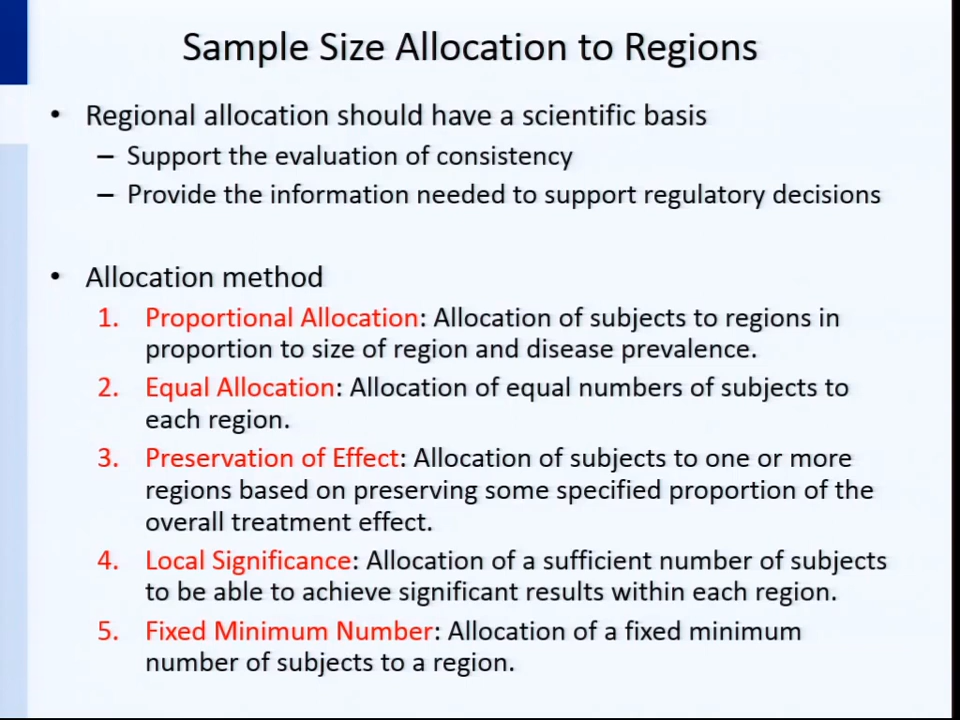 Sample Size Allocation to Regions
• Regional allocation should have a scientific basis
– Support the evaluation of consistency
– Provide the information needed to support regulatory decisions
• Allocation method
1. Proportional Allocation: Allocation of subjects to regions in
proportion to size of region and disease prevalence.
2. Equal Allocation: Allocation of equal numbers of subjects to
each region.
3. Preservation of Effect: Allocation of subjects to one or more
regions based on preserving some specified proportion of the
overall treatment effect.
4. Local Significance: Allocation of a sufficient number of subjects
to be able to achieve significant results within each region.
5. Fixed Minimum Number: Allocation of a fixed minimum
number of subjects to a region.